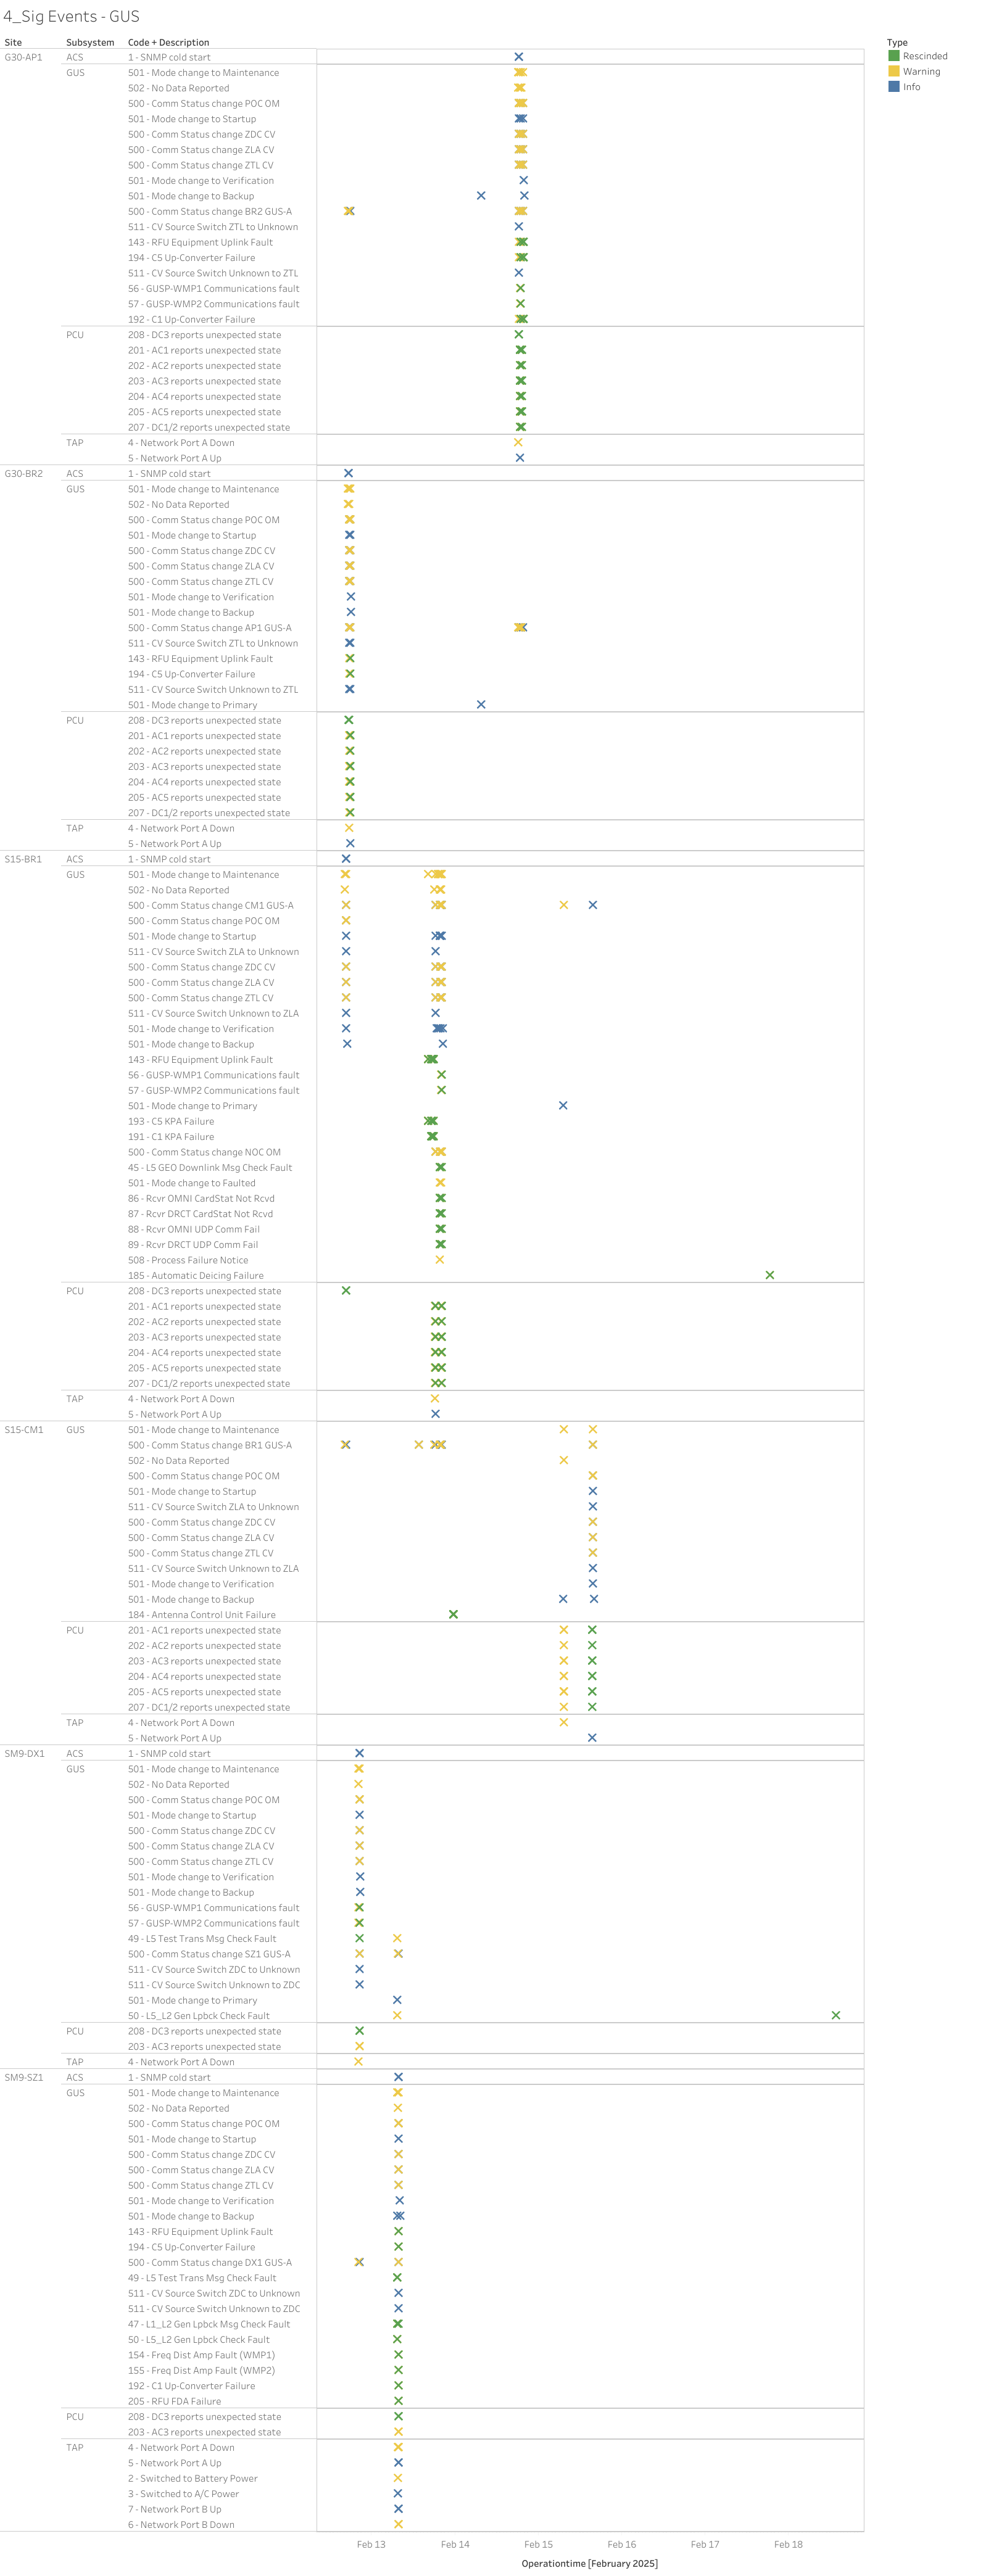 4_Sig Events - GUS
Site Subsystem Code + Description Type
G30-AP1 ACS 1 - SNMP cold start Rescinded
GUS 501 - Mode change to Maintenance Warning
502 - No Data Reported Info
500 - Comm Status change POC OM
501 - Mode change to Startup
500 - Comm Status change ZDC CV
500 - Comm Status change ZLA CV
500 - Comm Status change ZTL CV
501 - Mode change to Verification
501 - Mode change to Backup
500 - Comm Status change BR2 GUS-A
511 - CV Source Switch ZTL to Unknown
143 - RFU Equipment Uplink Fault
194 - C5 Up-Converter Failure
511 - CV Source Switch Unknown to ZTL
56 - GUSP-WMP1 Communications fault
57 - GUSP-WMP2 Communications fault
192 - C1 Up-Converter Failure
PCU 208 - DC3 reports unexpected state
201 - AC1 reports unexpected state
202 - AC2 reports unexpected state
203 - AC3 reports unexpected state
204 - AC4 reports unexpected state
205 - AC5 reports unexpected state
207 - DC1/2 reports unexpected state
TAP 4 - Network Port A Down
5 - Network Port A Up
G30-BR2 ACS 1 - SNMP cold start
GUS 501 - Mode change to Maintenance
502 - No Data Reported
500 - Comm Status change POC OM
501 - Mode change to Startup
500 - Comm Status change ZDC CV
500 - Comm Status change ZLA CV
500 - Comm Status change ZTL CV
501 - Mode change to Verification
501 - Mode change to Backup
500 - Comm Status change AP1 GUS-A
511 - CV Source Switch ZTL to Unknown
143 - RFU Equipment Uplink Fault
194 - C5 Up-Converter Failure
511 - CV Source Switch Unknown to ZTL
501 - Mode change to Primary
PCU 208 - DC3 reports unexpected state
201 - AC1 reports unexpected state
202 - AC2 reports unexpected state
203 - AC3 reports unexpected state
204 - AC4 reports unexpected state
205 - AC5 reports unexpected state
207 - DC1/2 reports unexpected state
TAP 4 - Network Port A Down
5 - Network Port A Up
S15-BR1 ACS 1 - SNMP cold start
GUS 501 - Mode change to Maintenance
502 - No Data Reported
500 - Comm Status change CM1 GUS-A
500 - Comm Status change POC OM
501 - Mode change to Startup
511 - CV Source Switch ZLA to Unknown
500 - Comm Status change ZDC CV
500 - Comm Status change ZLA CV
500 - Comm Status change ZTL CV
511 - CV Source Switch Unknown to ZLA
501 - Mode change to Verification
501 - Mode change to Backup
143 - RFU Equipment Uplink Fault
56 - GUSP-WMP1 Communications fault
57 - GUSP-WMP2 Communications fault
501 - Mode change to Primary
193 - C5 KPA Failure
191 - C1 KPA Failure
500 - Comm Status change NOC OM
45 - L5 GEO Downlink Msg Check Fault
501 - Mode change to Faulted
86 - Rcvr OMNI CardStat Not Rcvd
87 - Rcvr DRCT CardStat Not Rcvd
88 - Rcvr OMNI UDP Comm Fail
89 - Rcvr DRCT UDP Comm Fail
508 - Process Failure Notice
185 - Automatic Deicing Failure
PCU 208 - DC3 reports unexpected state
201 - AC1 reports unexpected state
202 - AC2 reports unexpected state
203 - AC3 reports unexpected state
204 - AC4 reports unexpected state
205 - AC5 reports unexpected state
207 - DC1/2 reports unexpected state
TAP 4 - Network Port A Down
5 - Network Port A Up
S15-CM1 GUS 501 - Mode change to Maintenance
500 - Comm Status change BR1 GUS-A
502 - No Data Reported
500 - Comm Status change POC OM
501 - Mode change to Startup
511 - CV Source Switch ZLA to Unknown
500 - Comm Status change ZDC CV
500 - Comm Status change ZLA CV
500 - Comm Status change ZTL CV
511 - CV Source Switch Unknown to ZLA
501 - Mode change to Verification
501 - Mode change to Backup
184 - Antenna Control Unit Failure
PCU 201 - AC1 reports unexpected state
202 - AC2 reports unexpected state
203 - AC3 reports unexpected state
204 - AC4 reports unexpected state
205 - AC5 reports unexpected state
207 - DC1/2 reports unexpected state
TAP 4 - Network Port A Down
5 - Network Port A Up
SM9-DX1 ACS 1 - SNMP cold start
GUS 501 - Mode change to Maintenance
502 - No Data Reported
500 - Comm Status change POC OM
501 - Mode change to Startup
500 - Comm Status change ZDC CV
500 - Comm Status change ZLA CV
500 - Comm Status change ZTL CV
501 - Mode change to Verification
501 - Mode change to Backup
56 - GUSP-WMP1 Communications fault
57 - GUSP-WMP2 Communications fault
49 - L5 Test Trans Msg Check Fault
500 - Comm Status change SZ1 GUS-A
511 - CV Source Switch ZDC to Unknown
511 - CV Source Switch Unknown to ZDC
501 - Mode change to Primary
50 - L5_L2 Gen Lpbck Check Fault
PCU 208 - DC3 reports unexpected state
203 - AC3 reports unexpected state
TAP 4 - Network Port A Down
SM9-SZ1 ACS 1 - SNMP cold start
GUS 501 - Mode change to Maintenance
502 - No Data Reported
500 - Comm Status change POC OM
501 - Mode change to Startup
500 - Comm Status change ZDC CV
500 - Comm Status change ZLA CV
500 - Comm Status change ZTL CV
501 - Mode change to Verification
501 - Mode change to Backup
143 - RFU Equipment Uplink Fault
194 - C5 Up-Converter Failure
500 - Comm Status change DX1 GUS-A
49 - L5 Test Trans Msg Check Fault
511 - CV Source Switch ZDC to Unknown
511 - CV Source Switch Unknown to ZDC
47 - L1_L2 Gen Lpbck Msg Check Fault
50 - L5_L2 Gen Lpbck Check Fault
154 - Freq Dist Amp Fault (WMP1)
155 - Freq Dist Amp Fault (WMP2)
192 - C1 Up-Converter Failure
205 - RFU FDA Failure
PCU 208 - DC3 reports unexpected state
203 - AC3 reports unexpected state
TAP 4 - Network Port A Down
5 - Network Port A Up
2 - Switched to Battery Power
3 - Switched to A/C Power
7 - Network Port B Up
6 - Network Port B Down
Feb 13 Feb 14 Feb 15 Feb 16 Feb 17 Feb 18
Operationtime [February 2025]